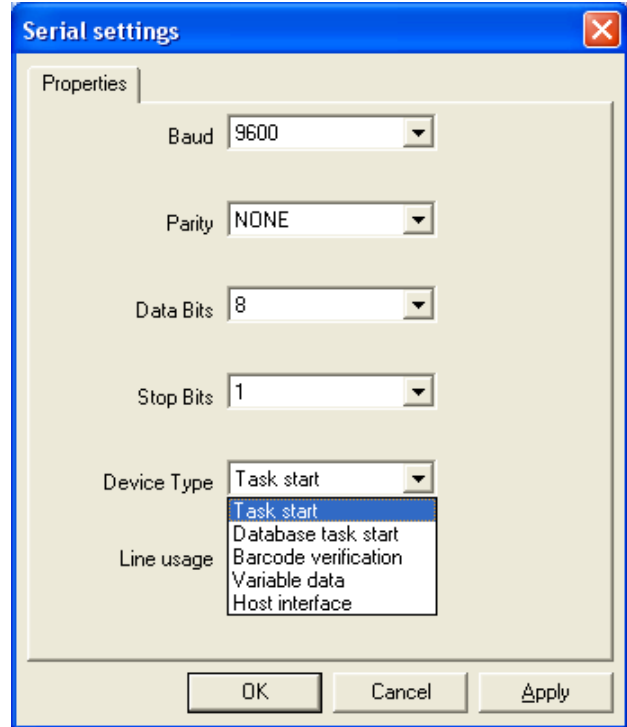 Serial settings
Properties
Baud 9600
Parity NONE
Data Bits 8
Stop Bits 1
Device Type Task start
Task start
Database task start
Line usage Barcode verification
Variable data
Host interface
OK Cancel Apply